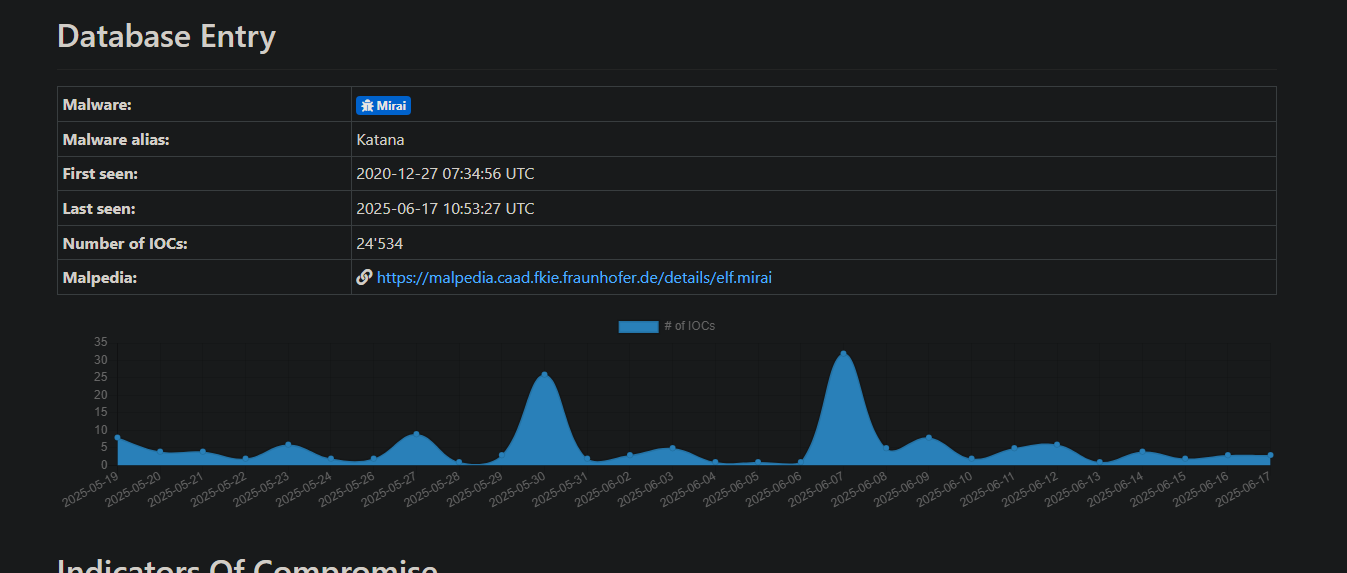 Database Entry
Malware: Mirai
Malware alias: Katana
First seen: 2020-12-27 07:34:56 UTC
Last seen: 2025-06-17 10:53:27 UTC
Number of IOCs: 24'534
Malpedia: https://malpedia.caad.fkie.fraunhofer.de/details/elf.mirai
# of IOCs
35
30
25
20
15
10
5
0
2025-05-19 2025-05-20 2025-05-21 2025-05-22 2025-05-23 2025-05-24 2025-05-26 2025-05-27 2025-05-28 2025-05-29 2025-05-30 2025-05-31 2025-06-02 2025-06-03 2025-06-04 2025-06-05 2025-06-06 2025-06-07 2025-06-08 2025-06-09 2025-06-10 2025-06-11 2025-06-12 2025-06-13 2025-06-14 2025-06-15 2025-06-16 2025-06-17
Indicators Of Compromise